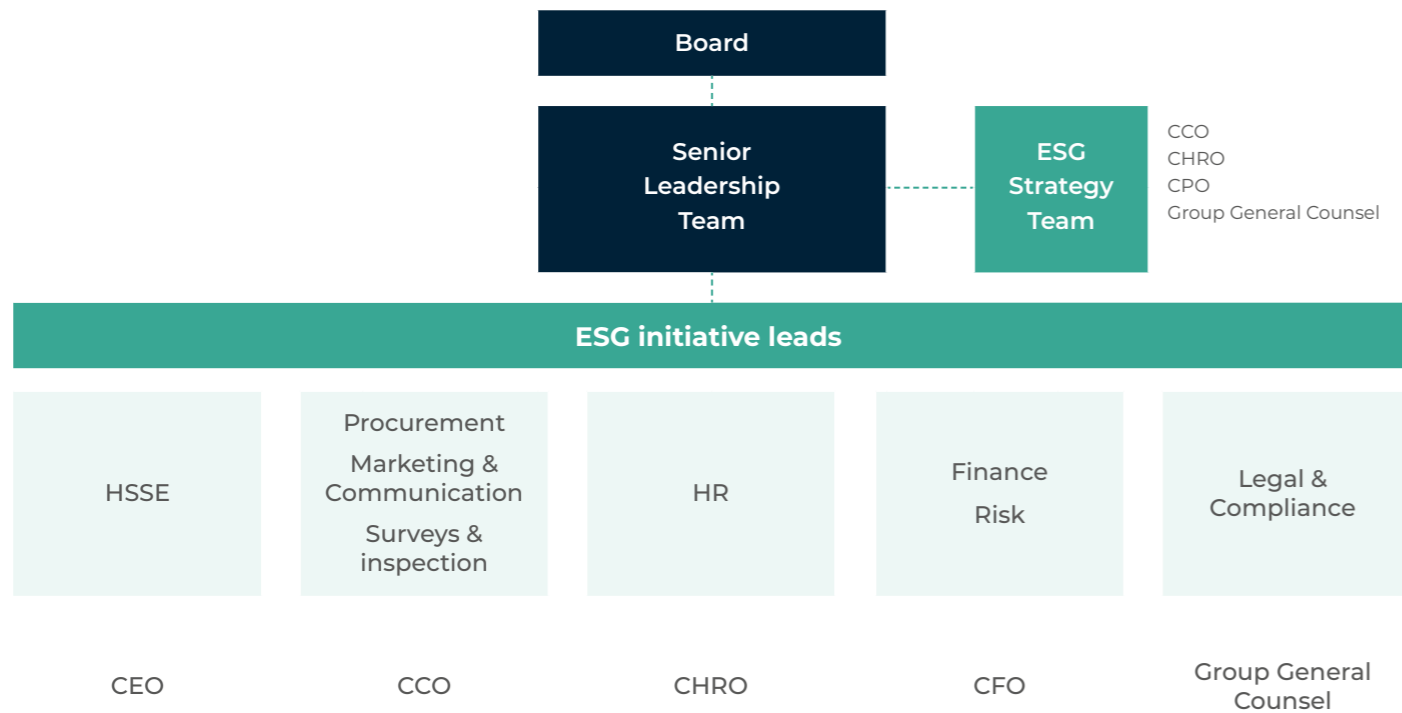 Board
Senior
Leadership
Team
ESG
Strategy
Team
CCO
CHRO
CPO
Group General Counsel
ESG initiative leads
HSSE
Procurement
Marketing &
Communication
Surveys &
inspection
HR
Finance
Risk
Legal &
Compliance
CEO
CCO
CHRO
CFO
Group General
Counsel